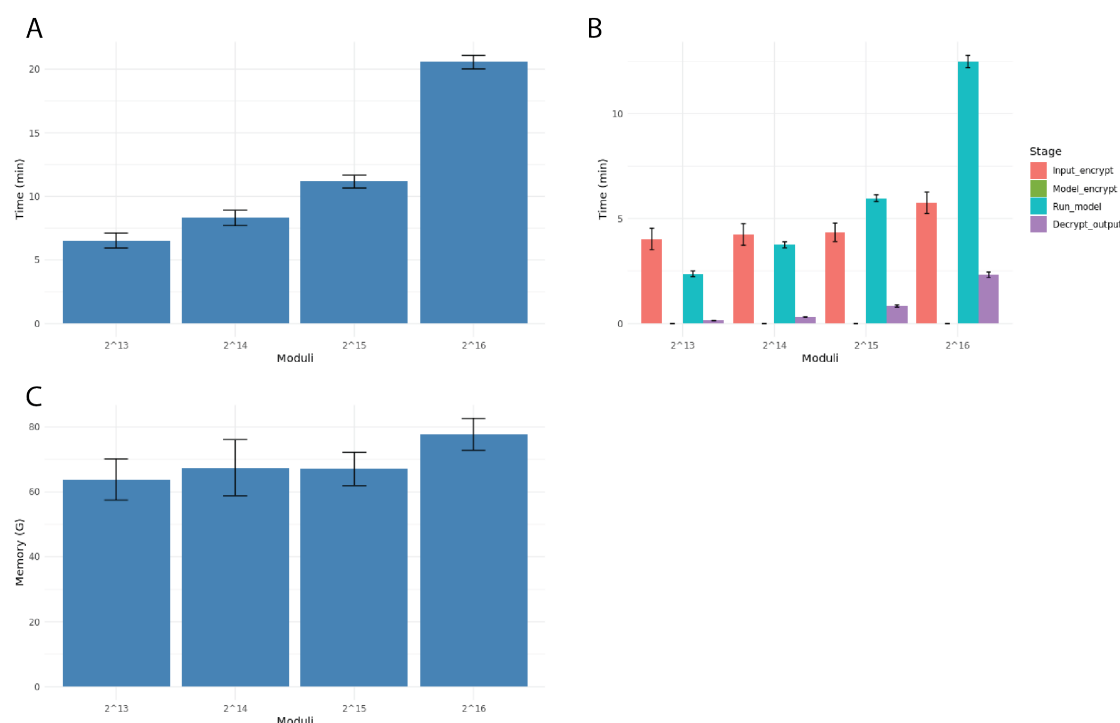 A
Time (min)
20
15
10
5
0
2^13 2^14 2^15 2^16
Moduli
B
Time (min)
10
5
0
2^13 2^14 2^15 2^16
Moduli
Stage
Input_encrypt
Model_encrypt
Run_model
Decrypt_output
C
Memory (G)
80
60
40
20
0
2^13 2^14 2^15 2^16
Moduli